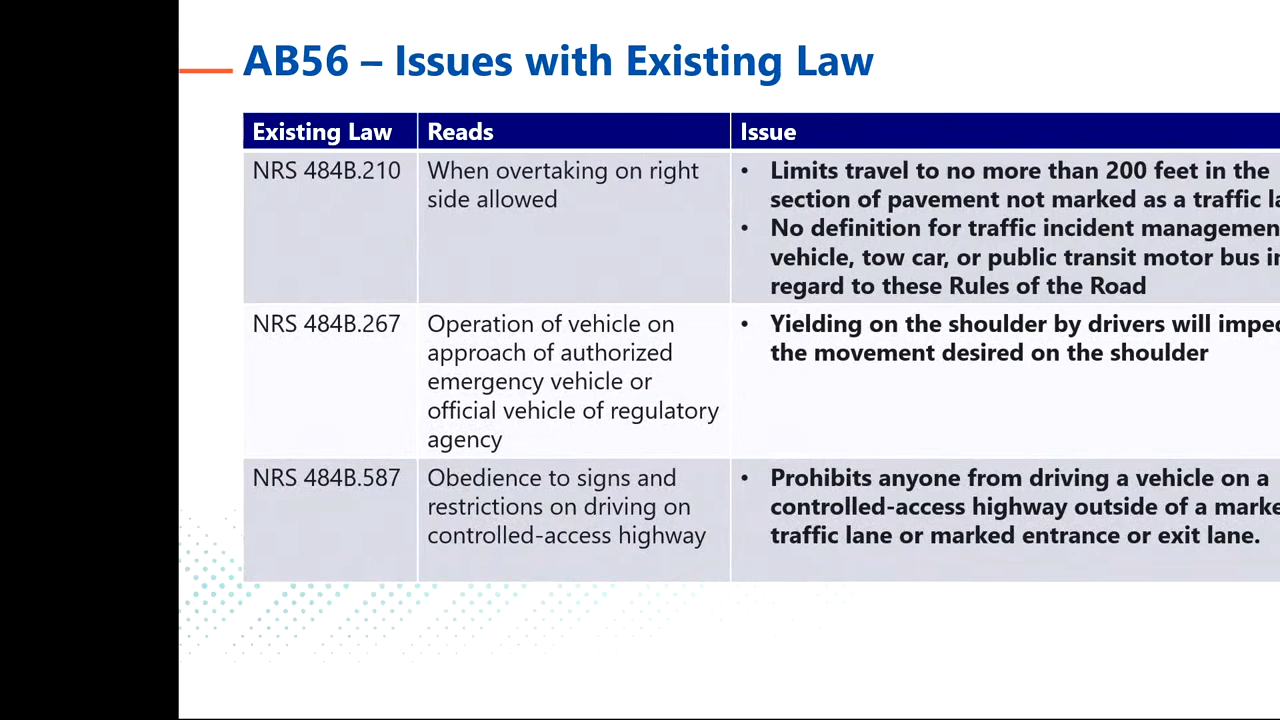 AB56 – Issues with Existing Law
Existing Law Reads Issue
NRS 484B.210
When overtaking on right
side allowed
• Limits travel to no more than 200 feet in the
section of pavement not marked as a traffic
• No definition for traffic incident
vehicle, tow car, or public transit motor bus
regard to these Rules of the Road
NRS 484B.267
Operation of vehicle on
approach of authorized
emergency vehicle or
official vehicle of regulatory
agency
• Yielding on the shoulder by drivers will
the movement desired on the shoulder
NRS 484B.587
Obedience to signs and
restrictions on driving on
controlled-access highway
• Prohibits anyone from driving a vehicle on a
controlled-access highway outside of a
traffic lane or marked entrance or exit lane.